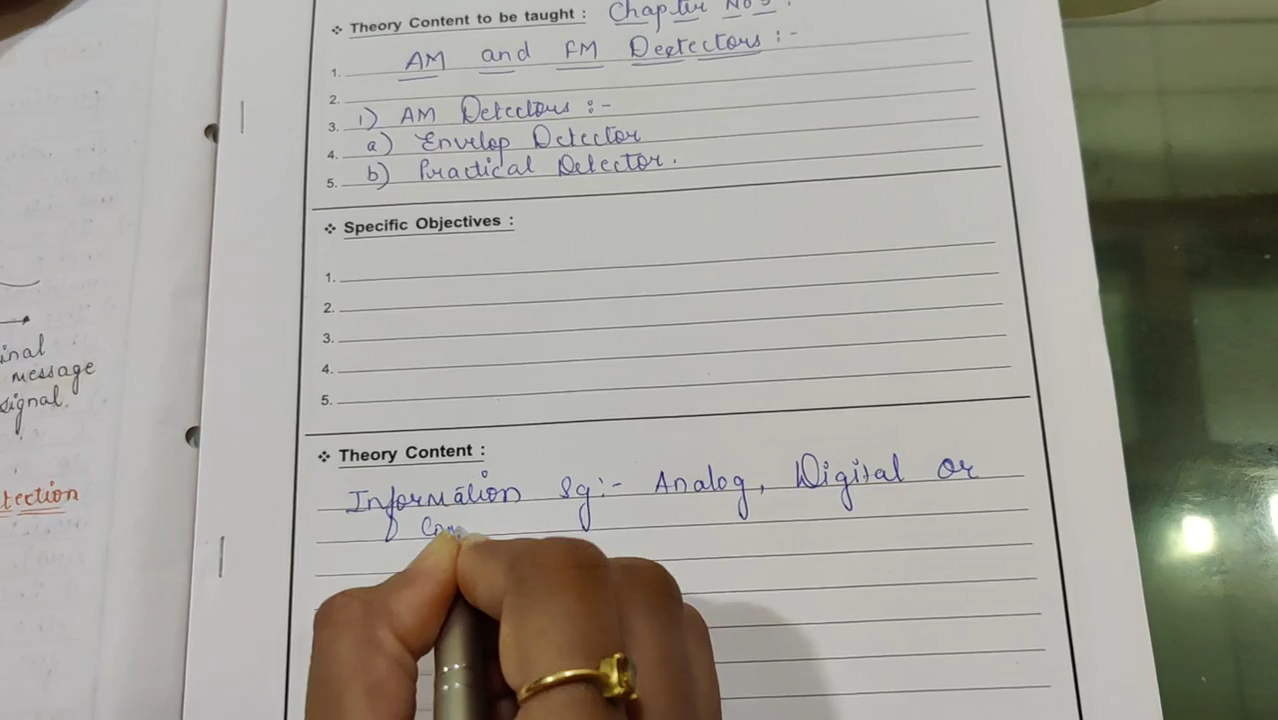 ❖ Theory Content to be taught : Chapter No 3 :
1. AM and FM Deetectors :-
2.
3. 1) AM Detectors :-
4. a) Envelop Detector
5. b) Practical Detector.
❖ Specific Objectives :
1.
2.
3.
4.
5.
❖ Theory Content :
Information Sg:- Analog, Digital or
inal
message
signal.
tection